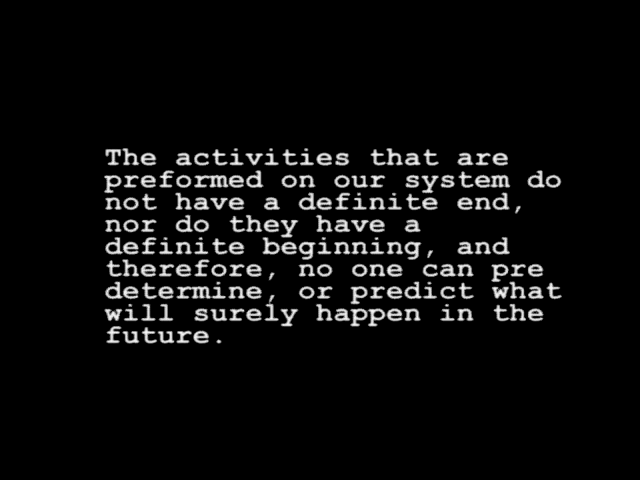 The activities that are
preformed on our system do
not have a definite end,
nor do they have a
definite beginning, and
therefore, no one can pre
determine, or predict what
will surely happen in the
future.